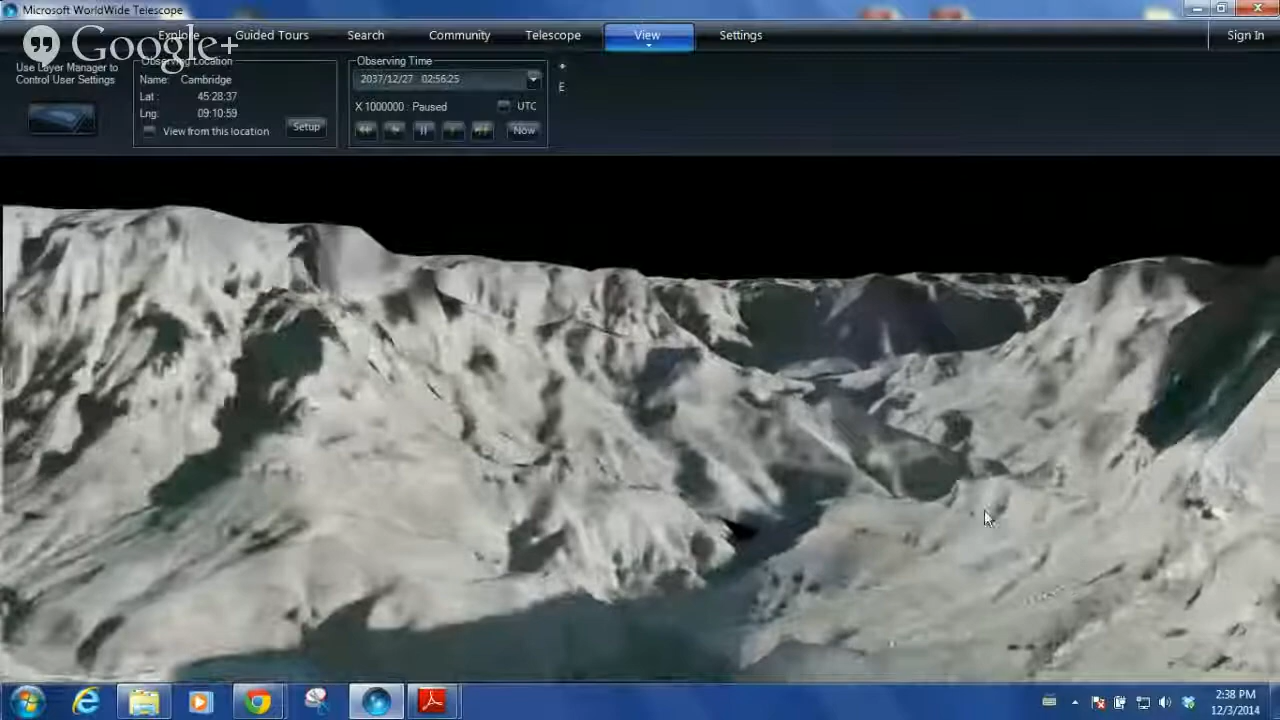 Microsoft WorldWide Telescope
Google+
Explore Guided Tours Search Community Telescope View Settings Sign In
Use Layer Manager to
Control User Settings
Observing Location
Name: Cambridge
Lat : 45:28:37
Lng: 09:10:59
View from this location
Setup
Observing Time
2037/12/27 02:56:25
X 1000000 : Paused
UTC
Now
E
2:38 PM
12/3/2014